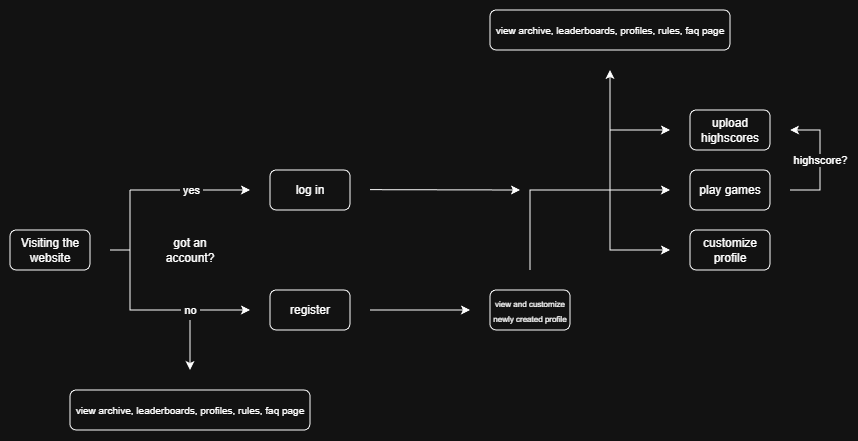 view archive, leaderboards, profiles, rules, faq page
upload
highscores
highscore?
yes
log in
play games
Visiting the
website
got an
account?
customize
profile
no
register
view and customize
newly created profile
view archive, leaderboards, profiles, rules, faq page